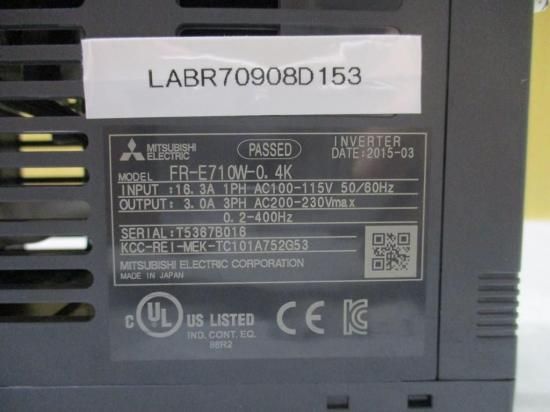 LABR70908D153
MITSUBISHI
ELECTRIC
PASSED
INVERTER
DATE:2015-03
MODEL FR-E710W-0.4K
INPUT:16.3A 1PH AC100-115V 50/60Hz
OUTPUT: 3.0A 3PH AC200-230Vmax
0.2-400Hz
SERIAL:T5367B016
KCC-REI-MEK-TC101A752G53
MITSUBISHI ELECTRIC CORPORATION
MADE IN JAPAN
C UL US LISTED
IND. CONT. EQ.
98R2
CE